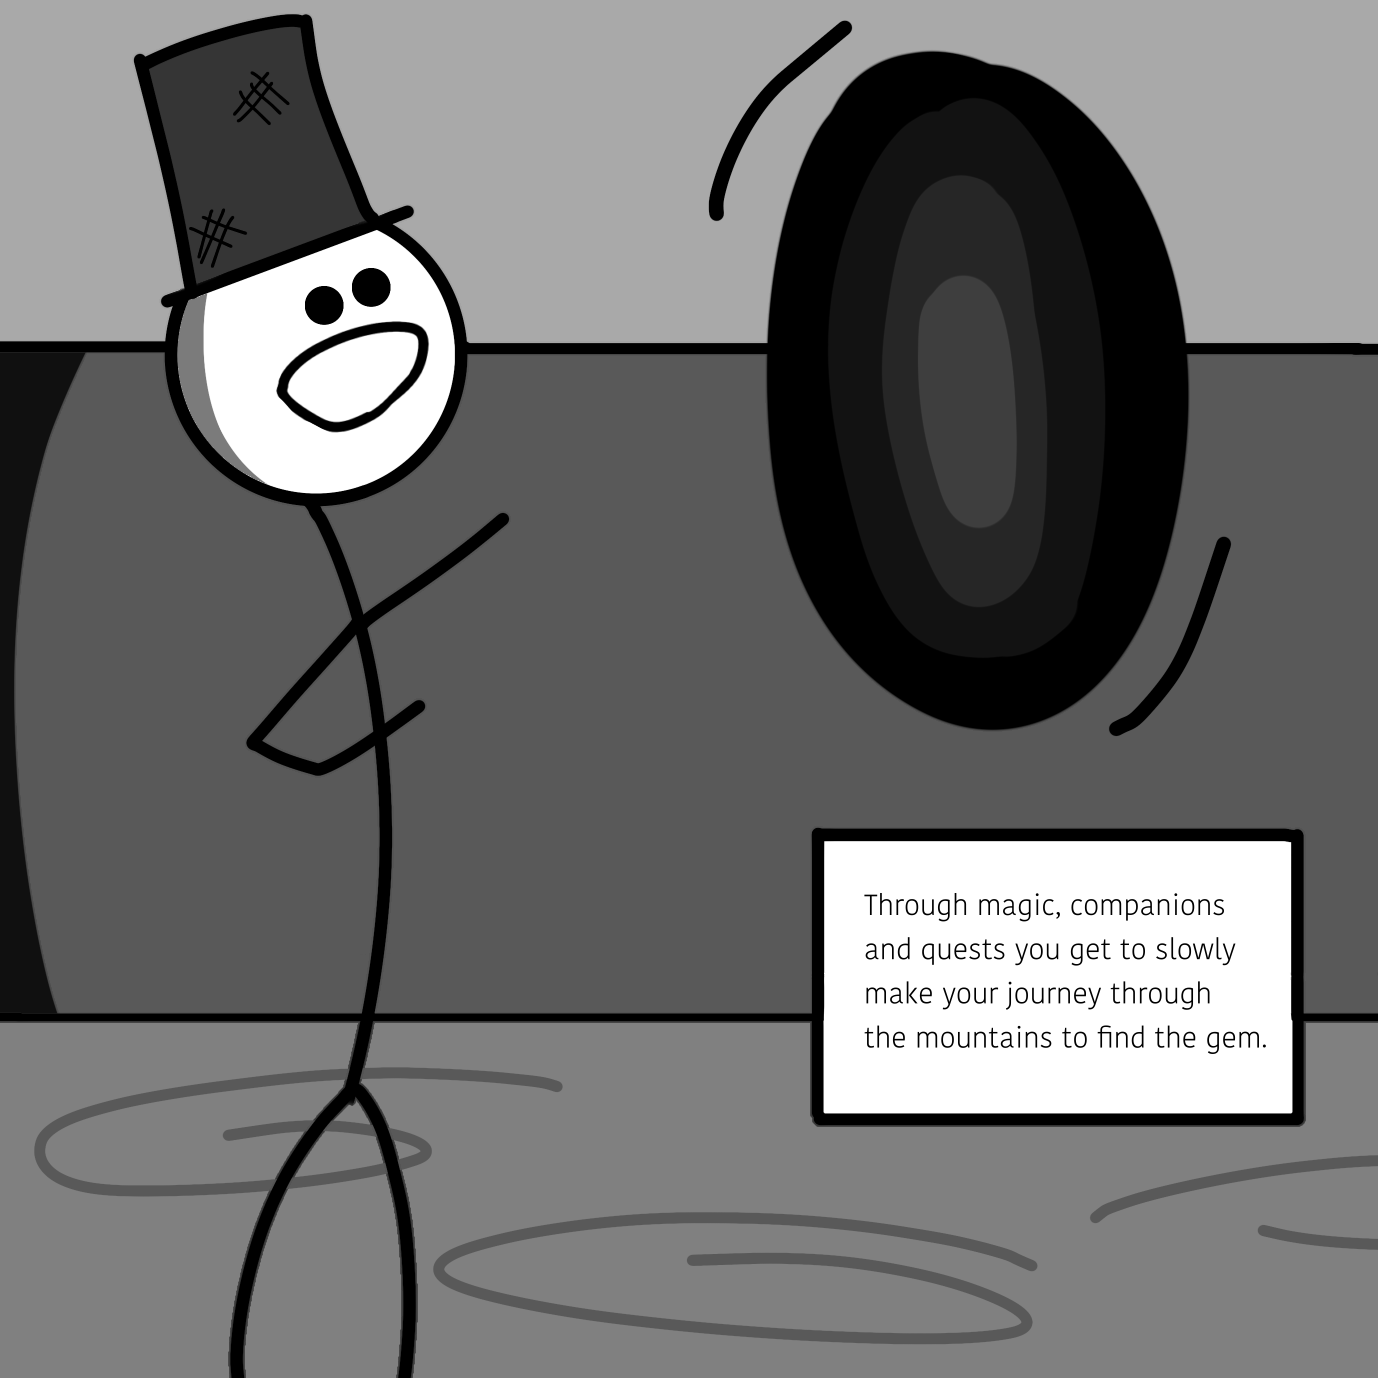 Through magic, companions
and quests you get to slowly
make your journey through
the mountains to find the gem.